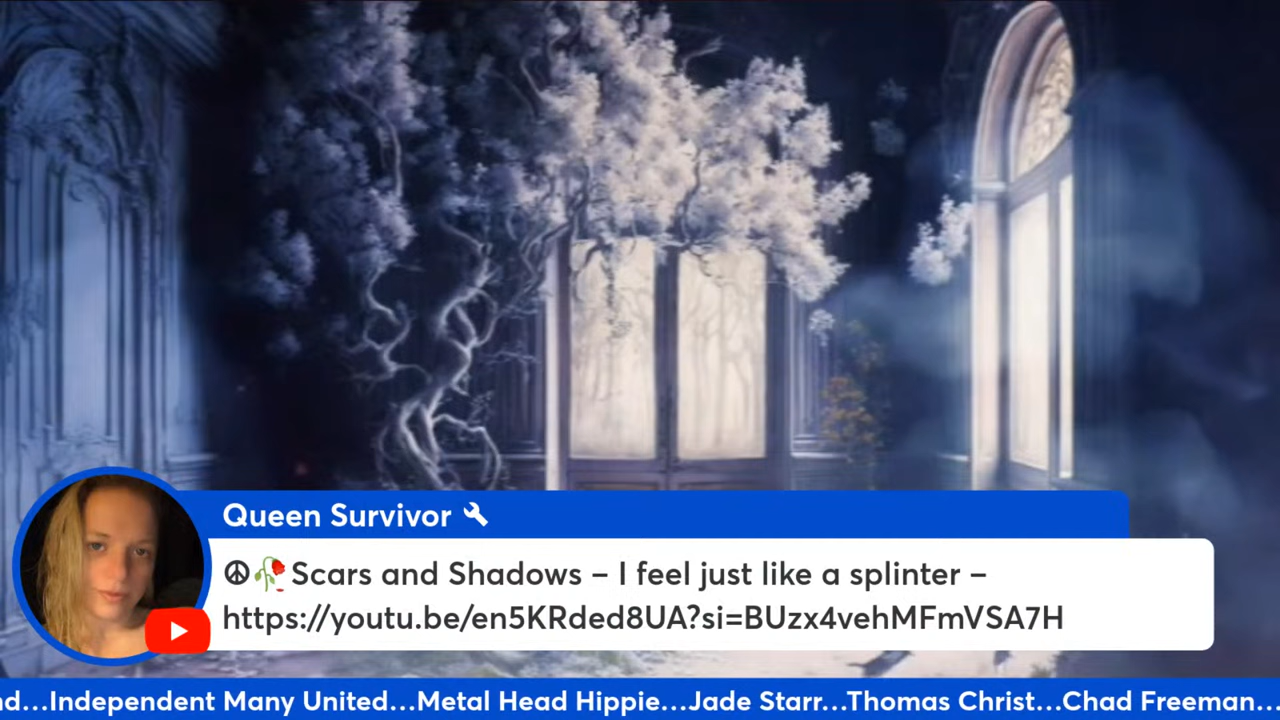 Queen Survivor
☮🥀Scars and Shadows – I feel just like a splinter –
https://youtu.be/en5KRded8UA?si=BUzx4vehMFmVSA7H
...Independent Many United...Metal Head Hippie...Jade Starr...Thomas Christ...Chad Freeman...